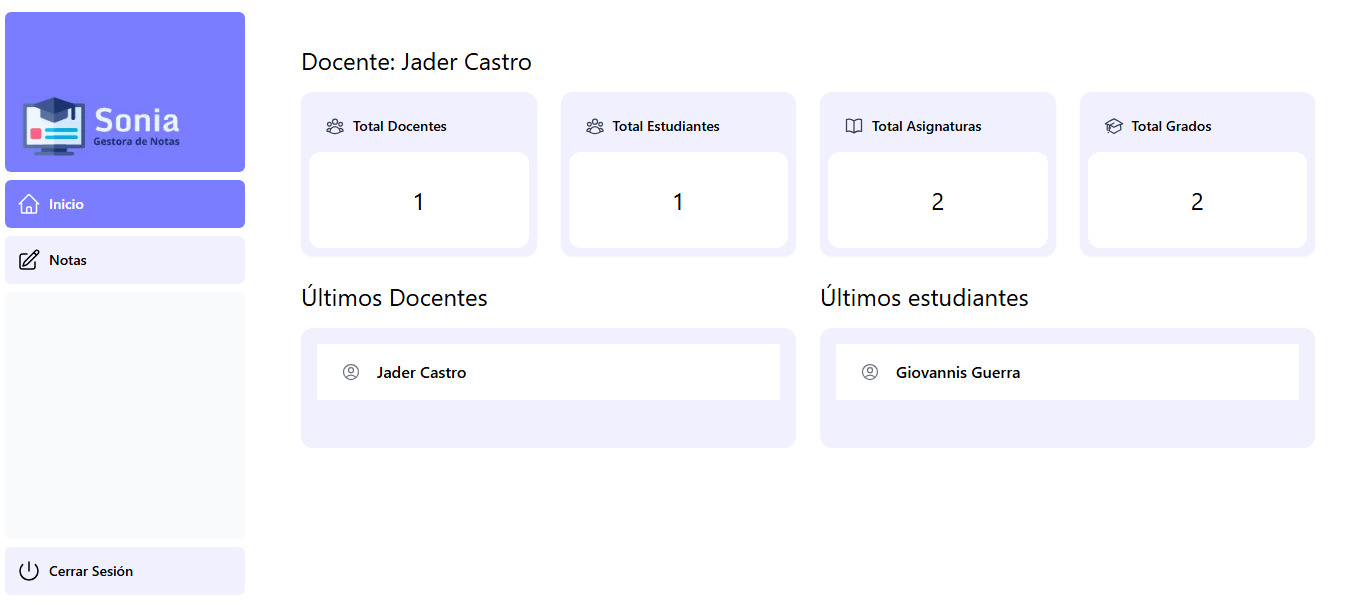 Sonia
Gestora de Notas
Inicio
Notas
Cerrar Sesión
Docente: Jader Castro
Total Docentes
1
Total Estudiantes
1
Total Asignaturas
2
Total Grados
2
Últimos Docentes
Jader Castro
Últimos estudiantes
Giovannis Guerra